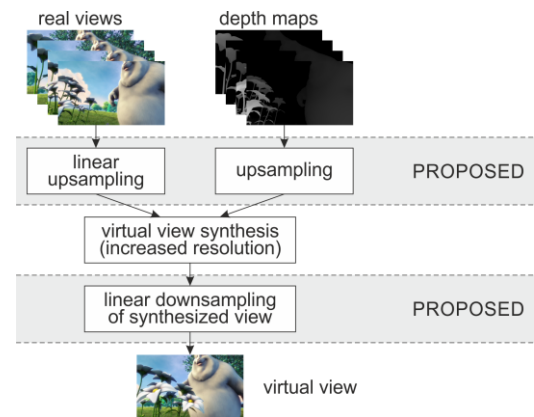 real views
depth maps
linear
upsampling
upsampling
PROPOSED
virtual view synthesis
(increased resolution)
linear downsampling
of synthesized view
PROPOSED
virtual view